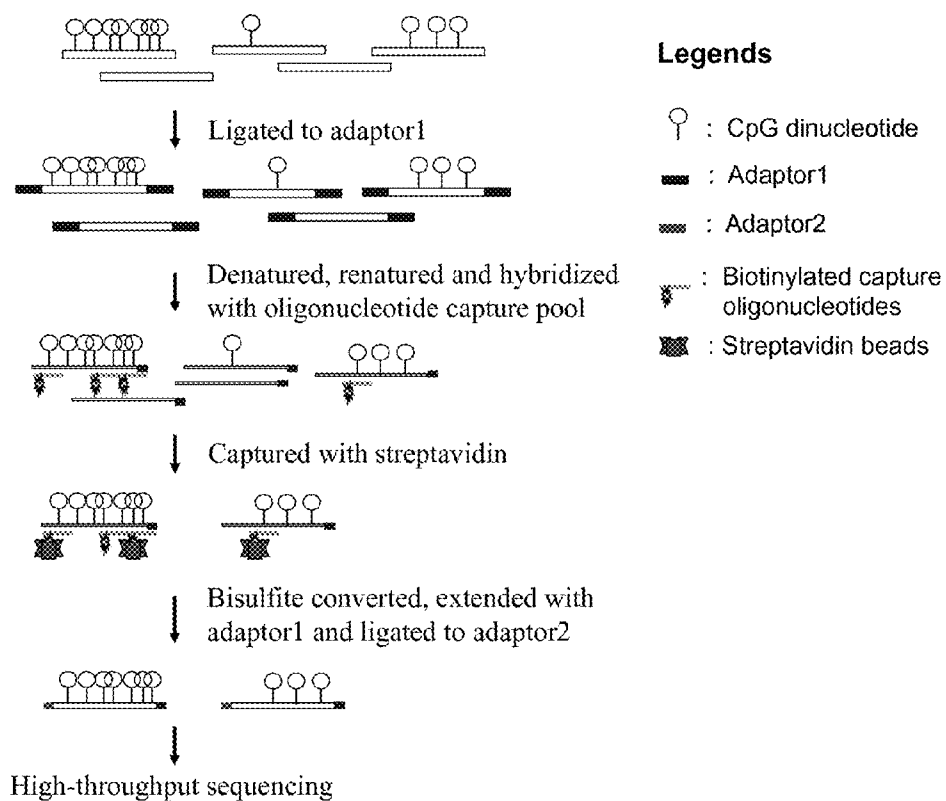 Ligated to adaptor1
Denatured, renatured and hybridized
with oligonucleotide capture pool
Captured with streptavidin
Bisulfite converted, extended with
adaptor1 and ligated to adaptor2
High-throughput sequencing
Legends
: CpG dinucleotide
: Adaptor1
: Adaptor2
: Biotinylated capture
oligonucleotides
: Streptavidin beads